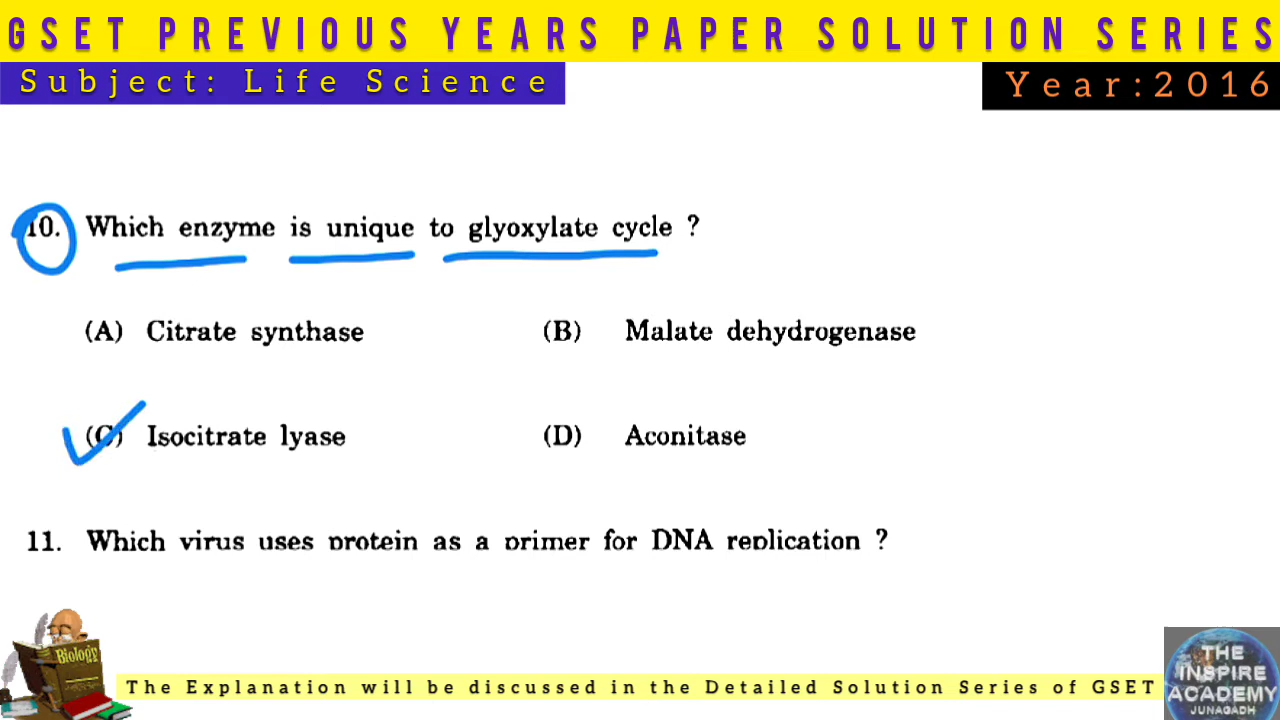 GSET PREVIOUS YEARS PAPER SOLUTION SERIES
Subject: Life Science
Year:2016
10. Which enzyme is unique to glyoxylate cycle ?
(A) Citrate synthase (B) Malate dehydrogenase
(C) Isocitrate lyase (D) Aconitase
11. Which virus uses protein as a primer for DNA replication ?
Biology
The Explanation will be discussed in the Detailed Solution Series of GSET
THE
INSPIRE
ACADEMY
JUNAGADH